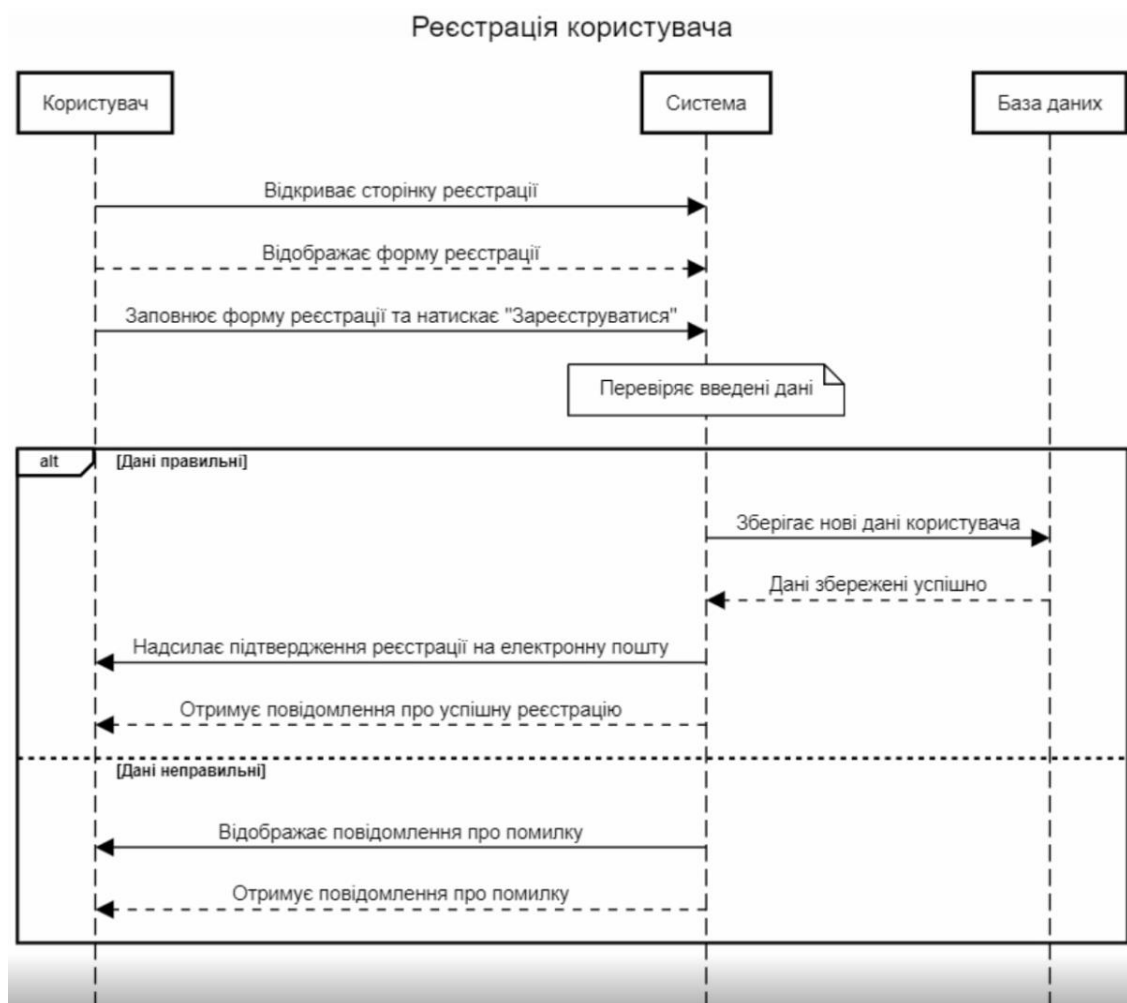 Реєстрація користувача
Користувач
Система
База даних
Відкриває сторінку реєстрації
Відображає форму реєстрації
Заповнює форму реєстрації та натискає "Зареєструватися"
Перевіряє введені дані
alt
[Дані правильні]
Зберігає нові дані користувача
Дані збережені успішно
Надсилає підтвердження реєстрації на електронну пошту
Отримує повідомлення про успішну реєстрацію
[Дані неправильні]
Відображає повідомлення про помилку
Отримує повідомлення про помилку